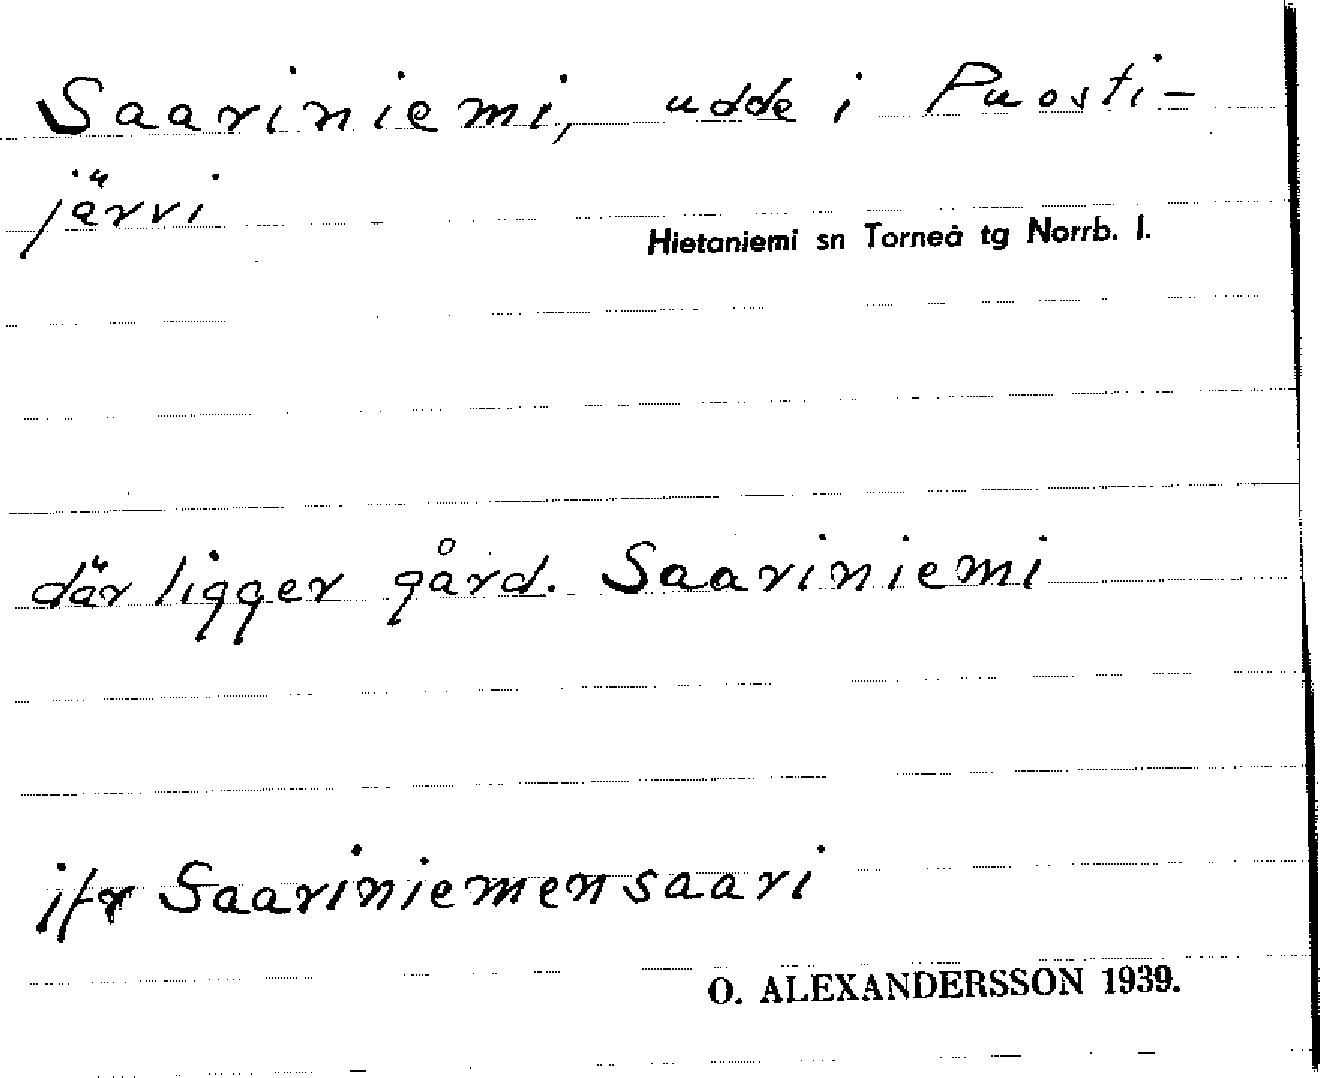 Saariniemi, udde i Puosti-
järvi
Hietaniemi sn Torneå tg Norrb. l.
där ligger gård. Saariniemi
jfr Saariniemensaari
O. ALEXANDERSSON 1939.